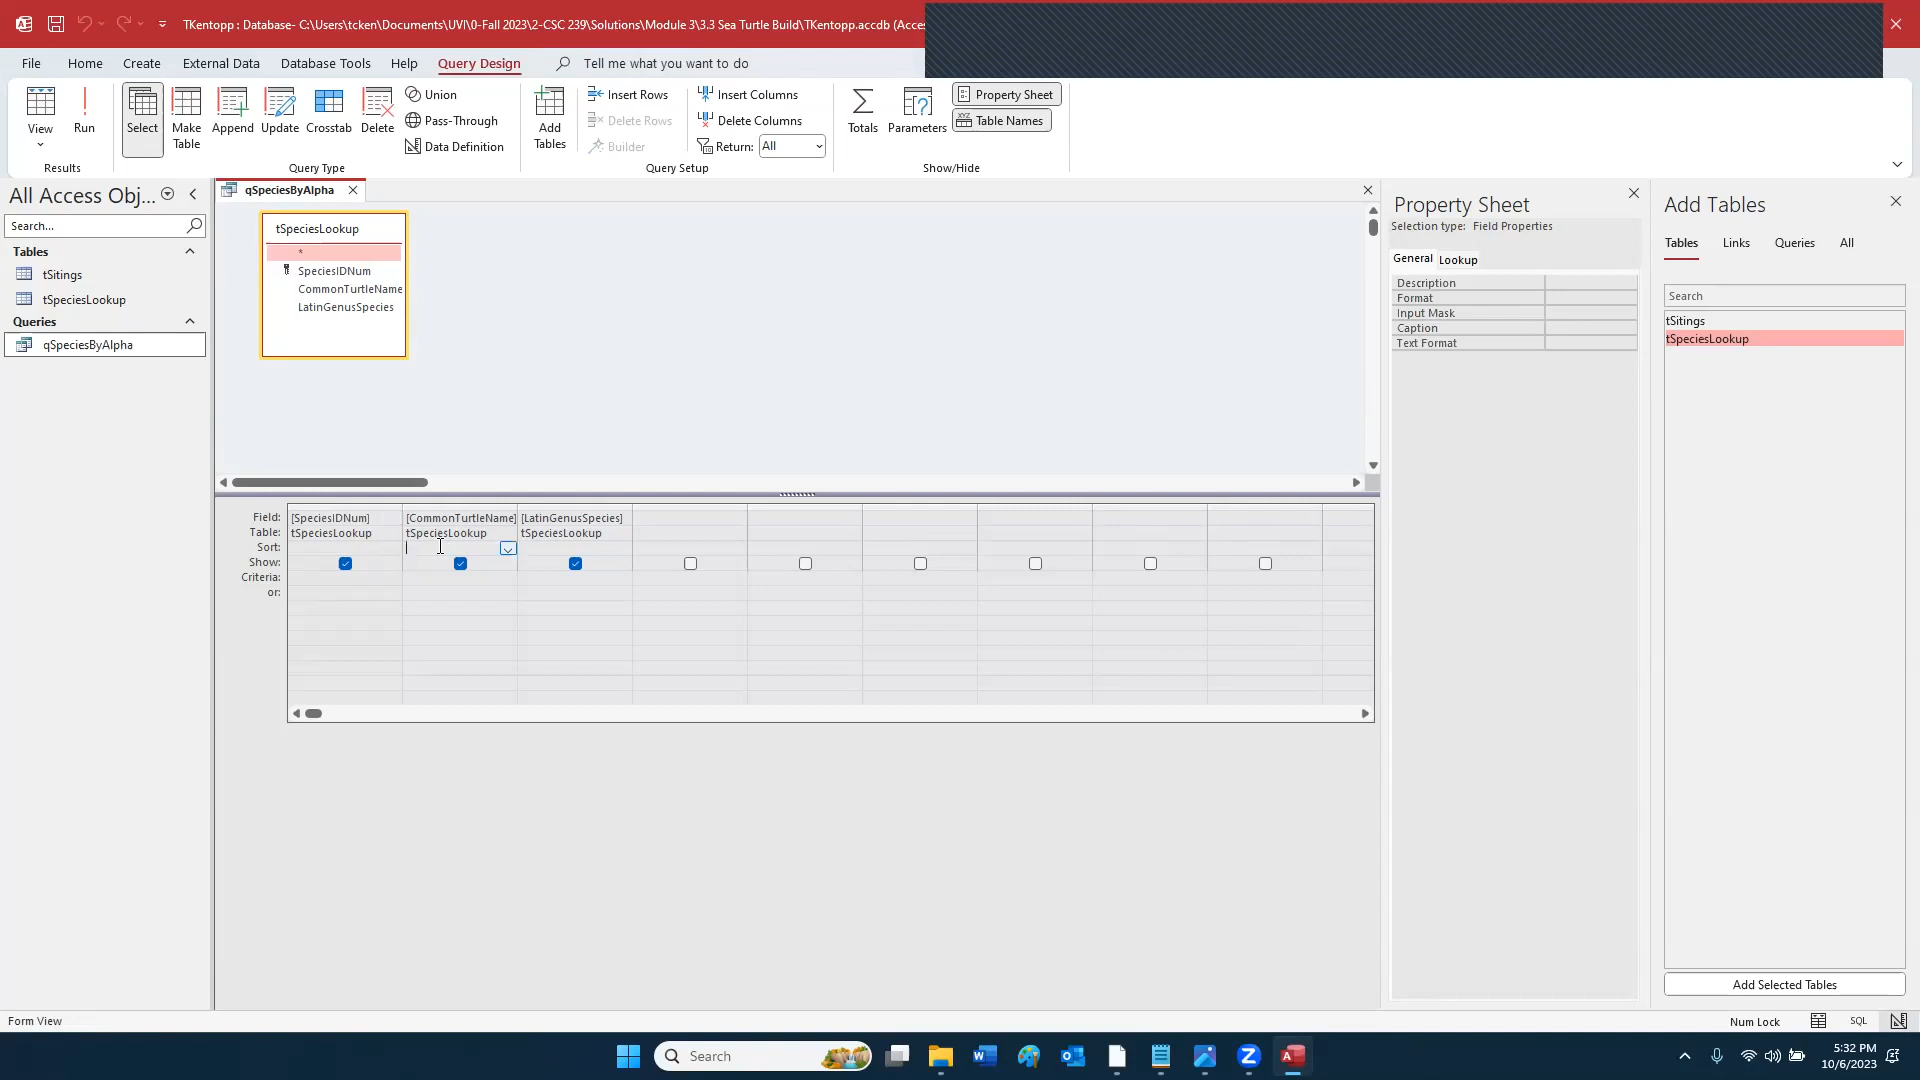 TKentopp : Database- C:\Users\tcken\Documents\UVI\0-Fall 2023\2-CSC 239\Solutions\Module 3\3.3 Sea Turtle Build\TKentopp.accdb (Acces
File Home Create External Data Database Tools Help Query Design Tell me what you want to do
View
Run
Results
Select
Make Table
Append
Update
Crosstab
Delete
Union
Pass-Through
Data Definition
Query Type
Add Tables
Insert Rows
Delete Rows
Builder
Insert Columns
Delete Columns
Return: All
Query Setup
Totals
Parameters
Property Sheet
Table Names
Show/Hide
All Access Obj...
Search...
Tables
tSitings
tSpeciesLookup
Queries
qSpeciesByAlpha
qSpeciesByAlpha
tSpeciesLookup
*
SpeciesIDNum
CommonTurtleName
LatinGenusSpecies
Field: [SpeciesIDNum] [CommonTurtleName] [LatinGenusSpecies]
Table: tSpeciesLookup tSpeciesLookup tSpeciesLookup
Sort:
Show:
Criteria:
or:
Property Sheet
Selection type: Field Properties
General Lookup
Description
Format
Input Mask
Caption
Text Format
Add Tables
Tables Links Queries All
Search
tSitings
tSpeciesLookup
Add Selected Tables
Form View
Num Lock
SQL
Search
5:32 PM
10/6/2023